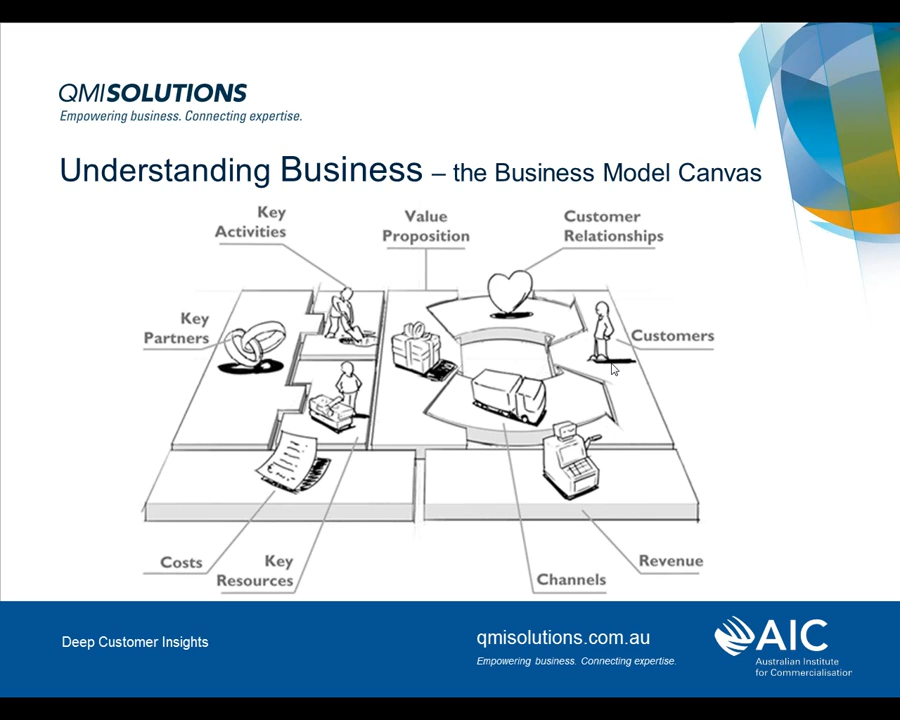 QMISOLUTIONS
Empowering business. Connecting expertise.
Understanding Business – the Business Model Canvas
Key
Activities
Value
Proposition
Customer
Relationships
Key
Partners
Customers
Costs
Key
Resources
Channels
Revenue
Deep Customer Insights
qmisolutions.com.au
Empowering business. Connecting expertise.
AIC
Australian Institute
for Commercialisation